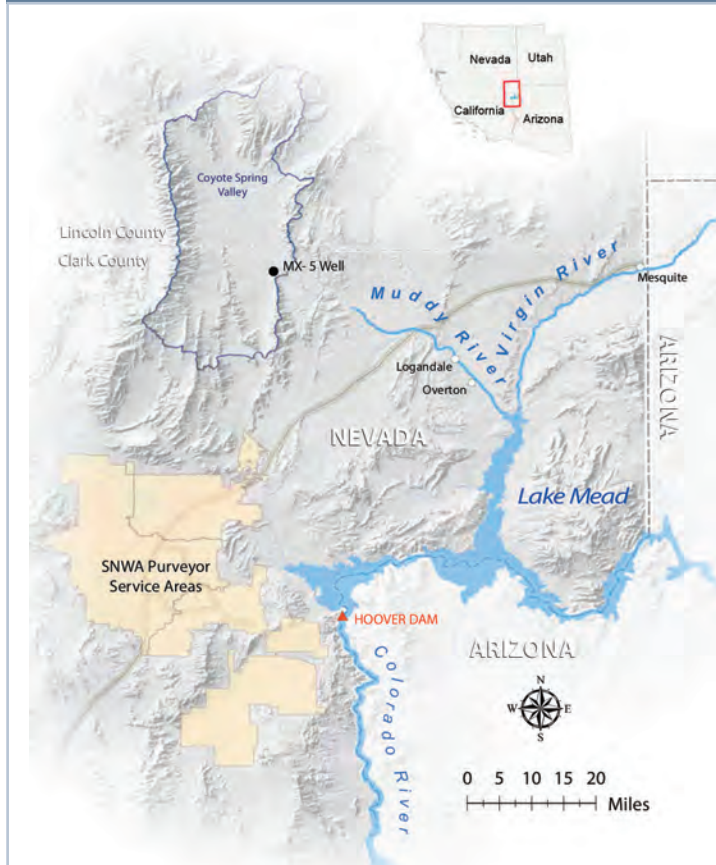 Nevada
Utah
California
Arizona
Coyote Spring
Valley
Lincoln County
Clark County
MX- 5 Well
Muddy River
Virgin River
Mesquite
Logandale
Overton
ARIZONA
NEVADA
Lake Mead
SNWA Purveyor
Service Areas
HOOVER DAM
ARIZONA
Colorado River
N
W
E
S
0 5 10 15 20
Miles